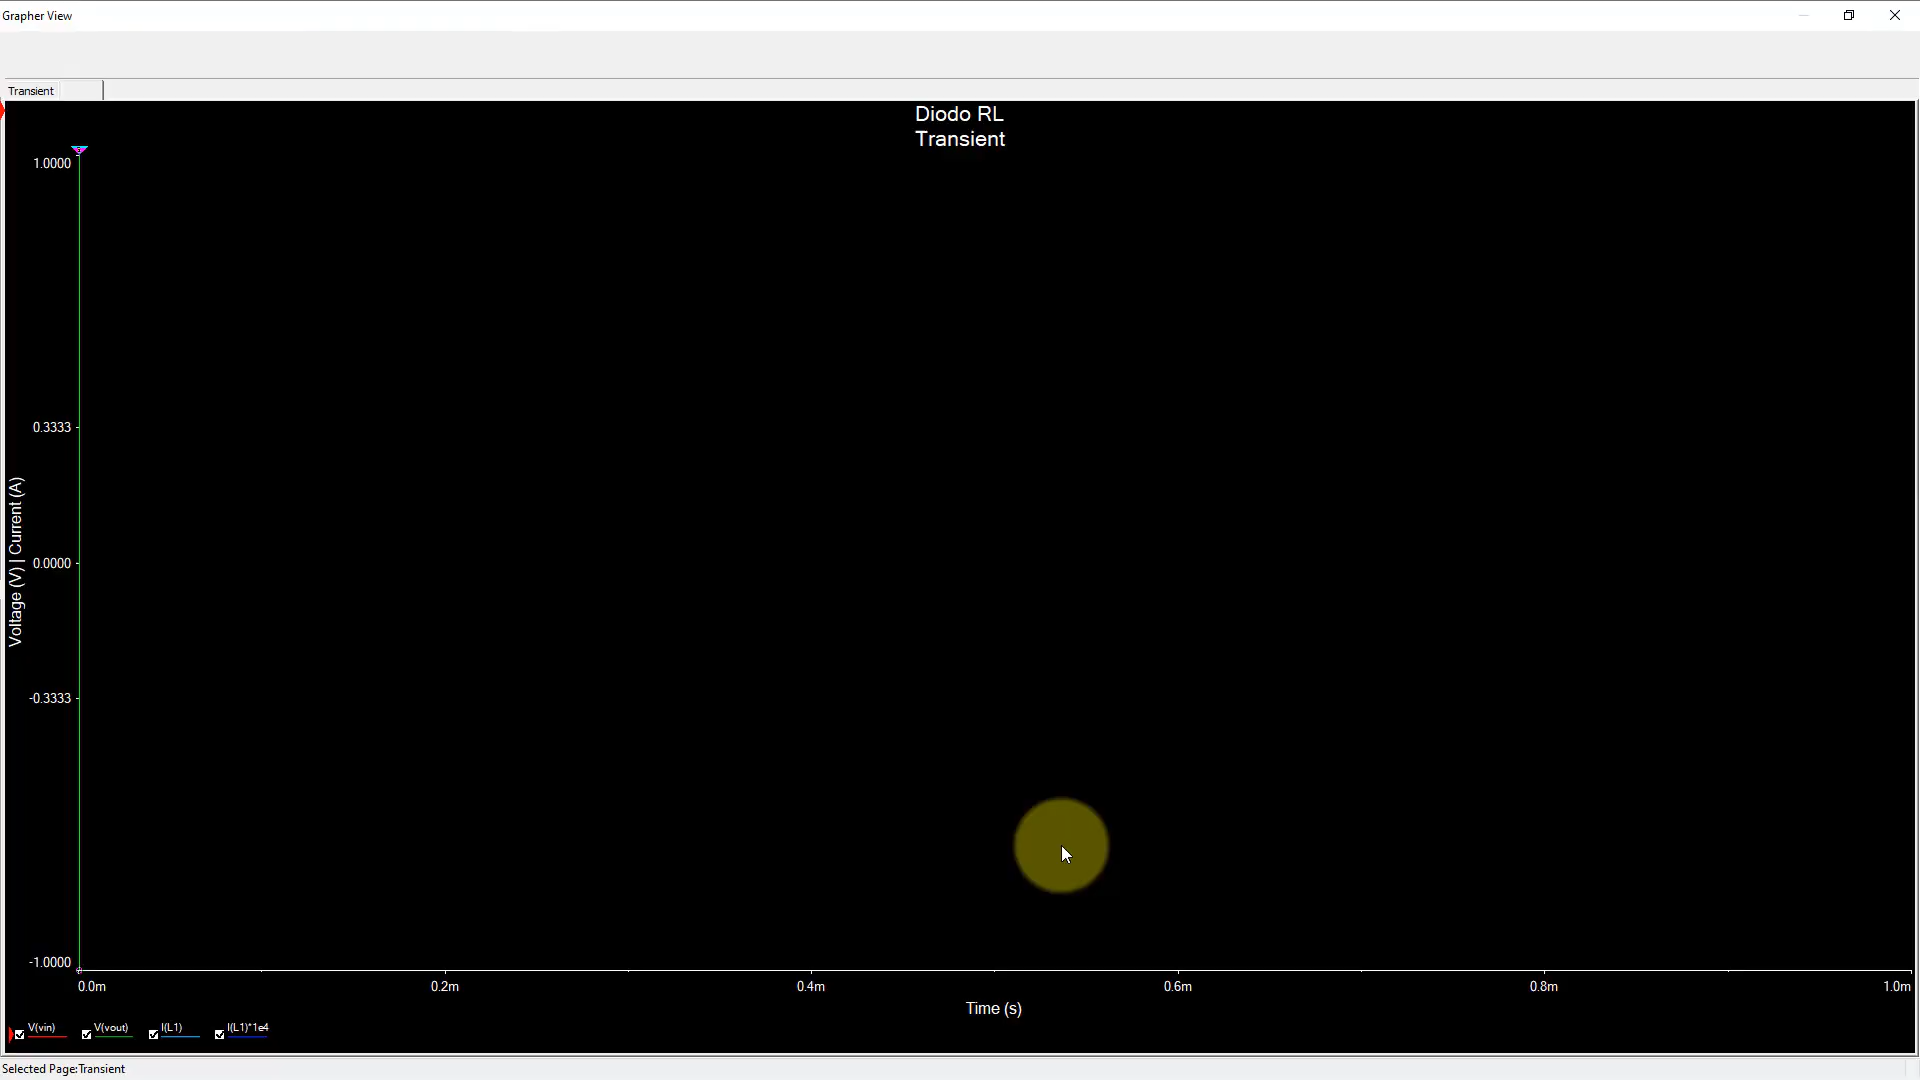 Grapher View
Transient
Diodo RL
Transient
1.0000
0.3333
0.0000
-0.3333
-1.0000
Voltage (V) | Current (A)
0.0m 0.2m 0.4m 0.6m 0.8m 1.0m
Time (s)
V(vin) V(vout) I(L1) I(L1)*1e4
Selected Page:Transient